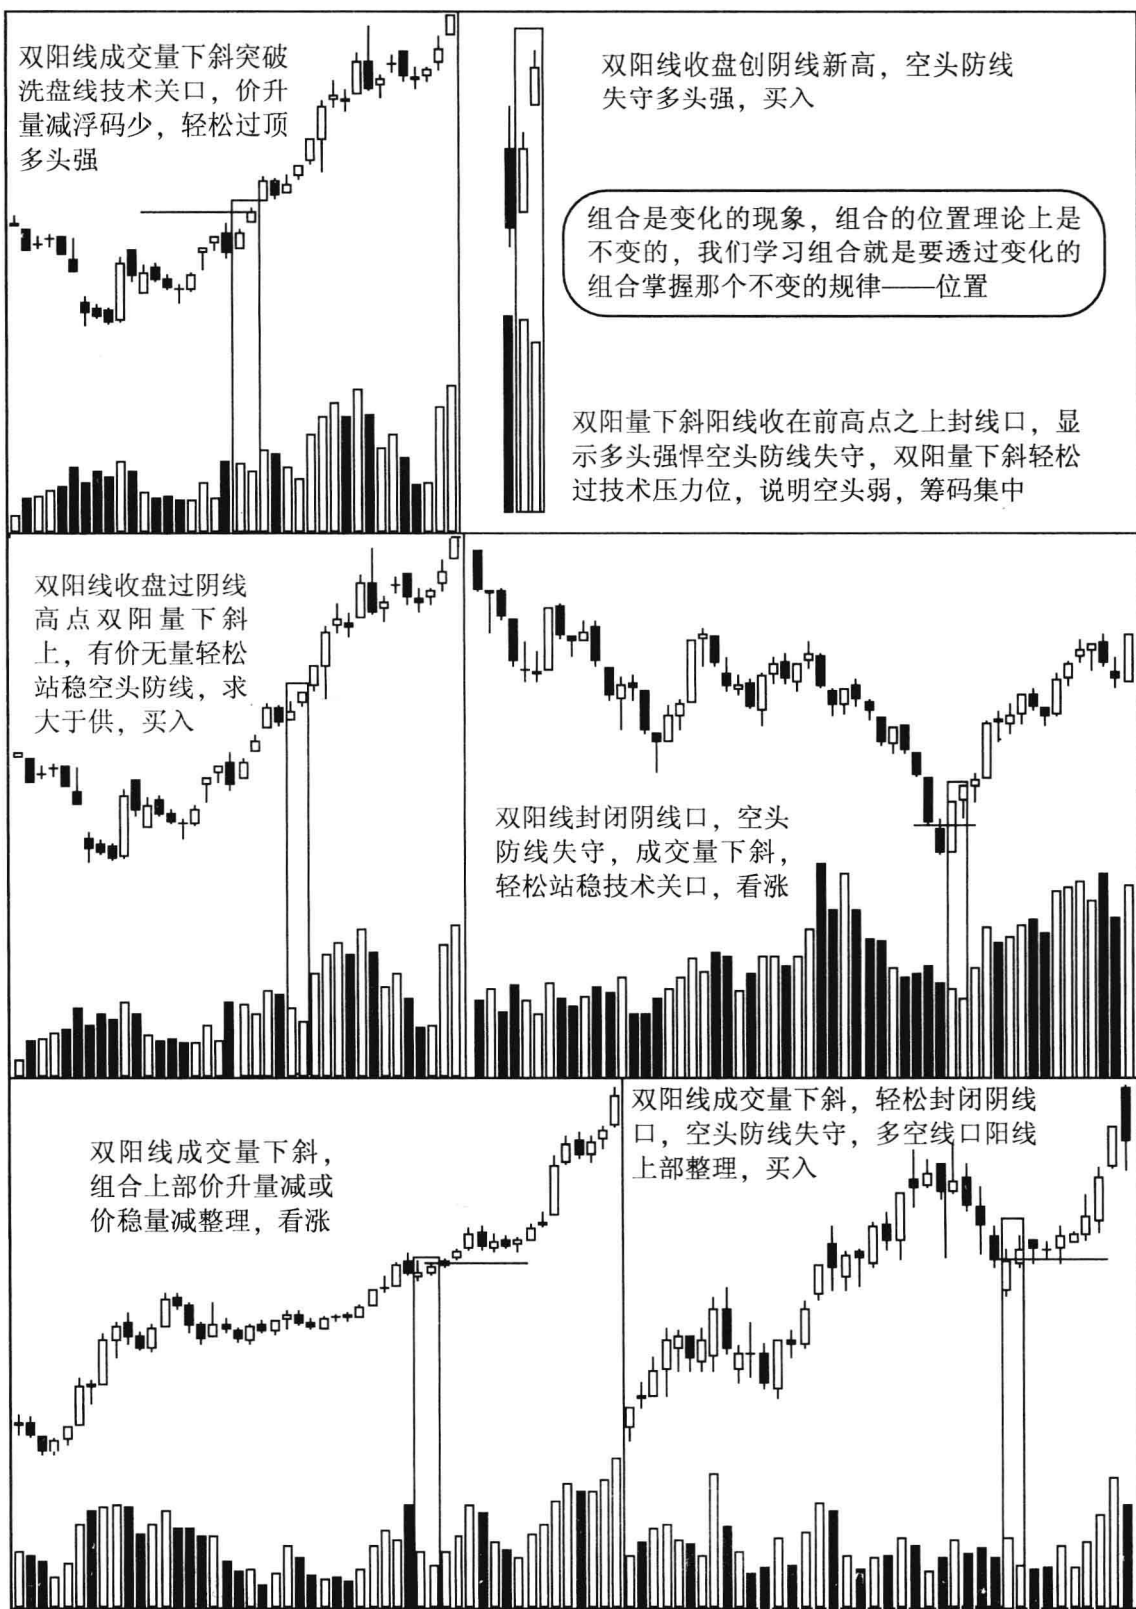 双阳线成交量下斜突破
洗盘线技术关口，价升
量减浮码少，轻松过顶
多头强
双阳线收盘创阴线新高，空头防线
失守多头强，买入
组合是变化的现象，组合的位置理论上是
不变的，我们学习组合就是要透过变化的
组合掌握那个不变的规律——位置
双阳量下斜阳线收在前高点之上封线口，显
示多头强悍空头防线失守，双阳量下斜轻松
过技术压力位，说明空头弱，筹码集中
双阳线收盘过阴线
高点双阳量下斜
上，有价无量轻松
站稳空头防线，求
大于供，买入
双阳线封闭阴线口，空头
防线失守，成交量下斜，
轻松站稳技术关口，看涨
双阳线成交量下斜，
组合上部价升量减或
价稳量减整理，看涨
双阳线成交量下斜，轻松封闭阴线
口，空头防线失守，多空线口阳线
上部整理，买入